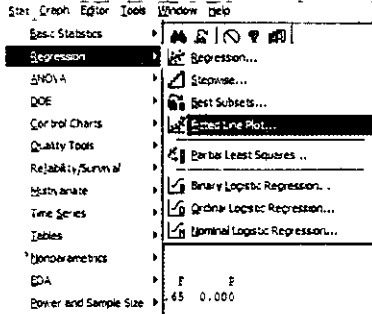 Stat Graph Editor Tools Window Help
Basic Statistics
Regression
ANOVA
DOE
Control Charts
Quality Tools
Reliability/Survival
Multivariate
Time Series
Tables
Nonparametrics
EDA
Power and Sample Size
Regression...
Stepwise...
Best Subsets...
Fitted Line Plot...
Partial Least Squares...
Binary Logistic Regression...
Ordinal Logistic Regression...
Nominal Logistic Regression...
F P
.65 0.000